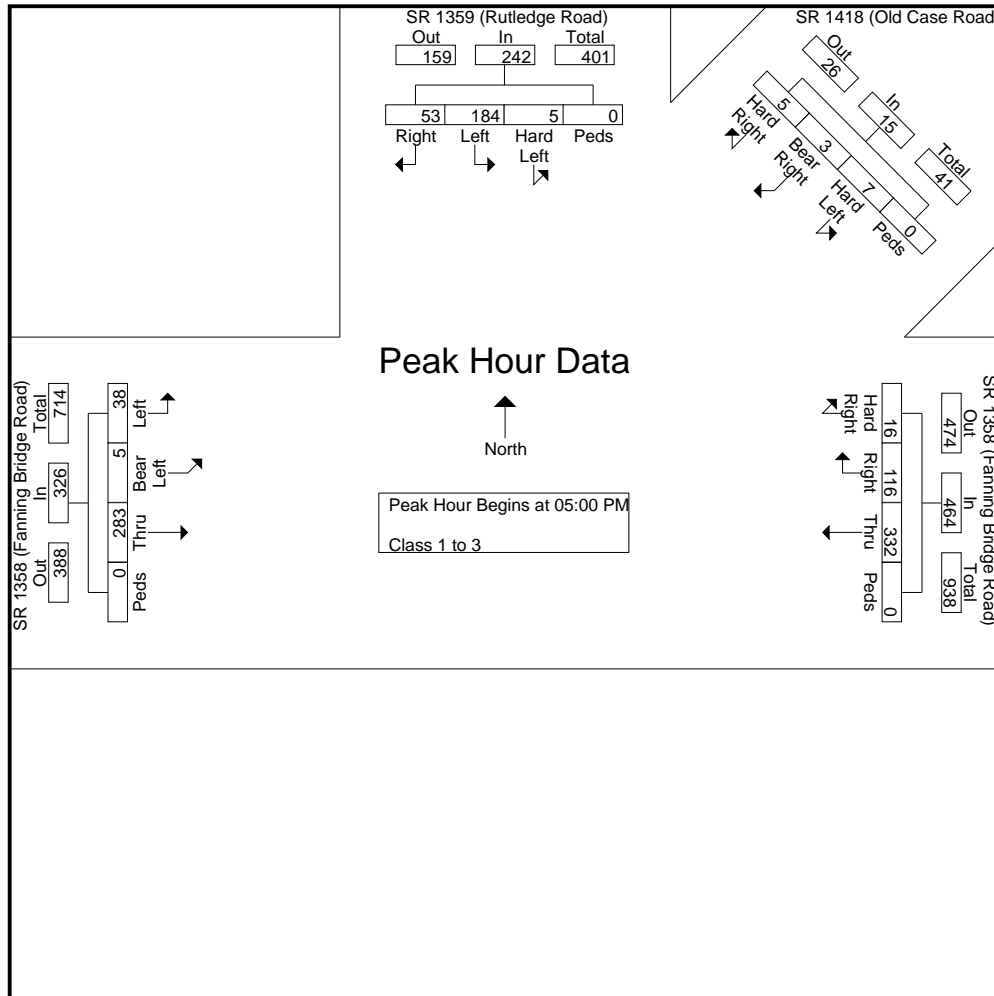 SR 1359 (Rutledge Road)
Out In Total
159 242 401
53 184 5 0
Right Left Hard Left Peds
SR 1418 (Old Case Road
Out
26
In
15
Total
41
5 3 7 0
Hard Right
Bear Right
Hard Left
Peds
Peak Hour Data
North
Peak Hour Begins at 05:00 PM
Class 1 to 3
SR 1358 (Fanning Bridge Road)
Out In Total
388 326 714
38 5 283 0
Left Bear Left Thru Peds
SR 1358 (Fanning Bridge Road)
Out In Total
474 464 938
16 116 332 0
Hard Right Right Thru Peds